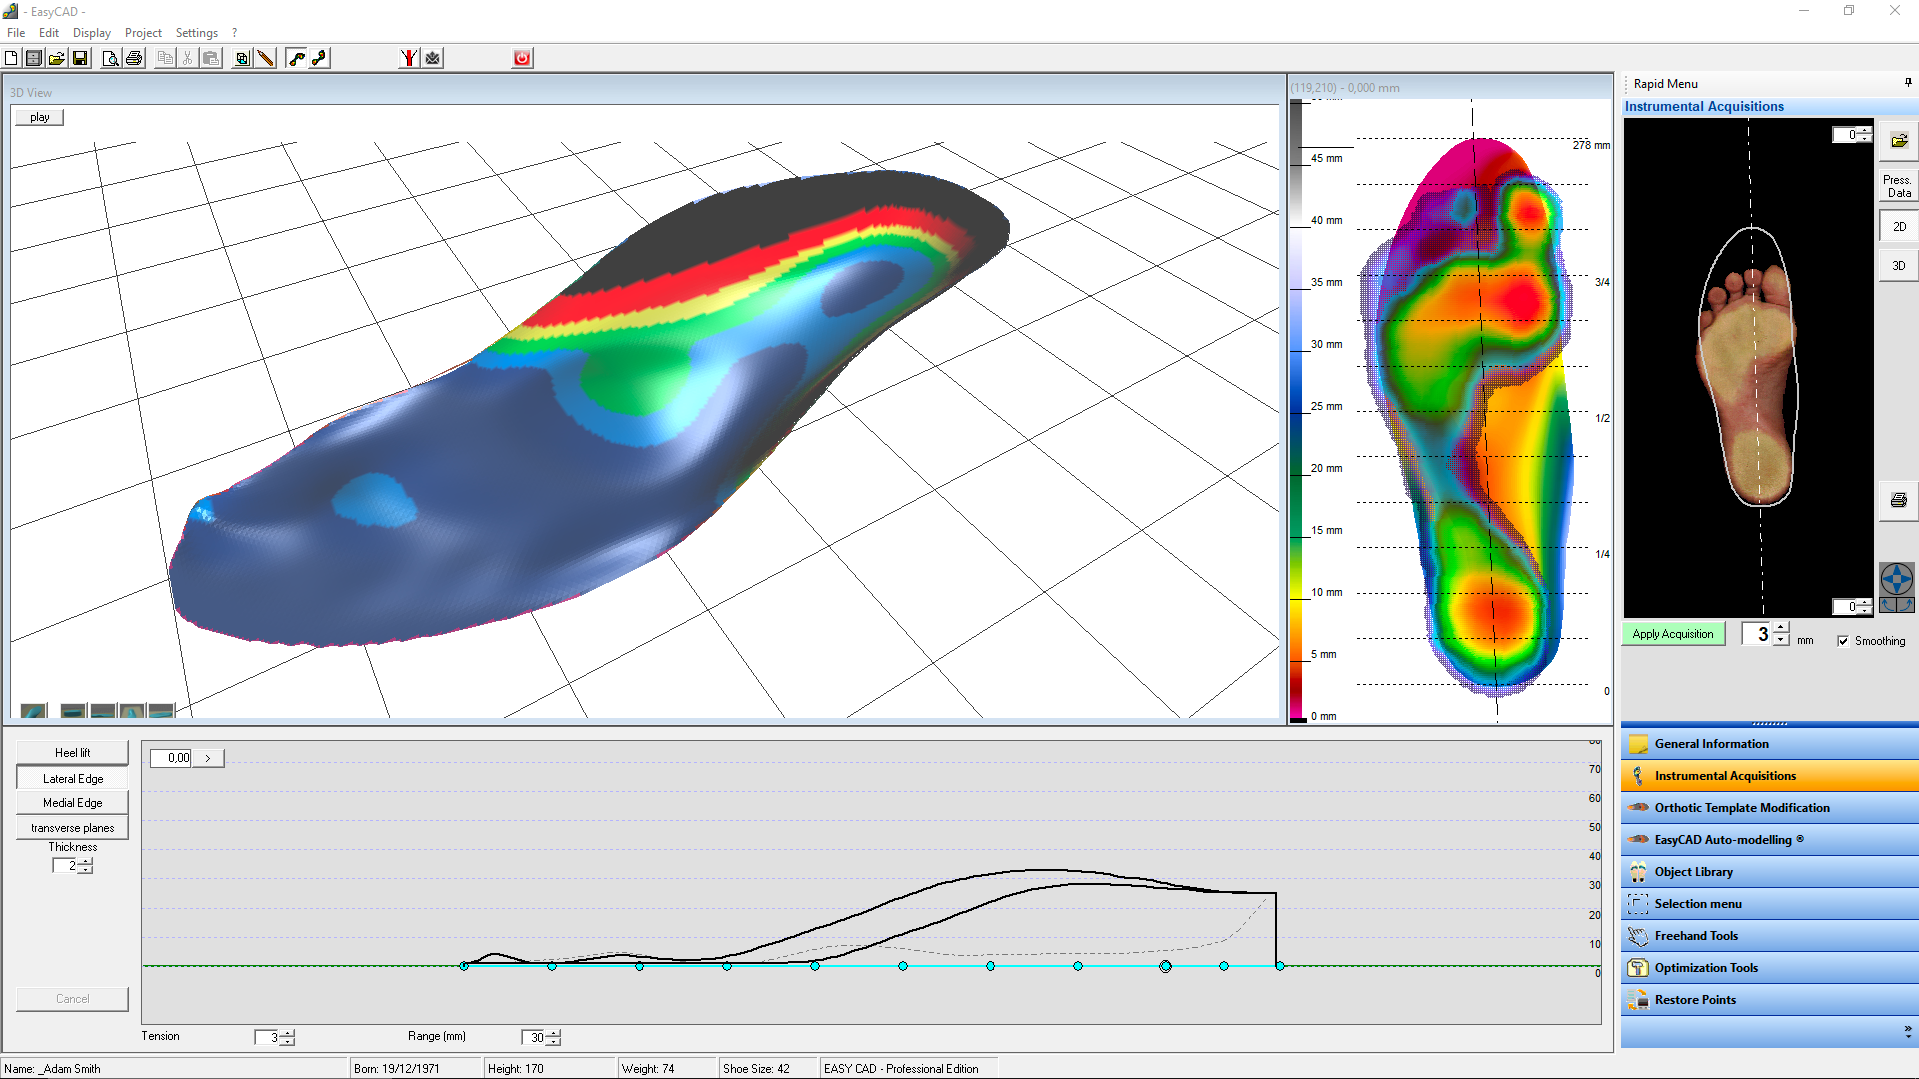 - EasyCAD -
File Edit Display Project Settings ?
3D View
play
(119,210) - 0,000 mm
45 mm
40 mm
35 mm
30 mm
25 mm
20 mm
15 mm
10 mm
5 mm
0 mm
278 mm
3/4
1/2
1/4
0
Rapid Menu
Instrumental Acquisitions
0
Press. Data
2D
3D
0
Apply Acquisition 3 mm Smoothing
General Information
Instrumental Acquisitions
Orthotic Template Modification
EasyCAD Auto-modelling ®
Object Library
Selection menu
Freehand Tools
Optimization Tools
Restore Points
Heel lift
Lateral Edge
Medial Edge
transverse planes
Thickness
2
Cancel
0,00 >
70
60
50
40
30
20
10
0
Tension 3 Range (mm) 30
Name: _Adam Smith Born: 19/12/1971 Height: 170 Weight: 74 Shoe Size: 42 EASY CAD - Professional Edition